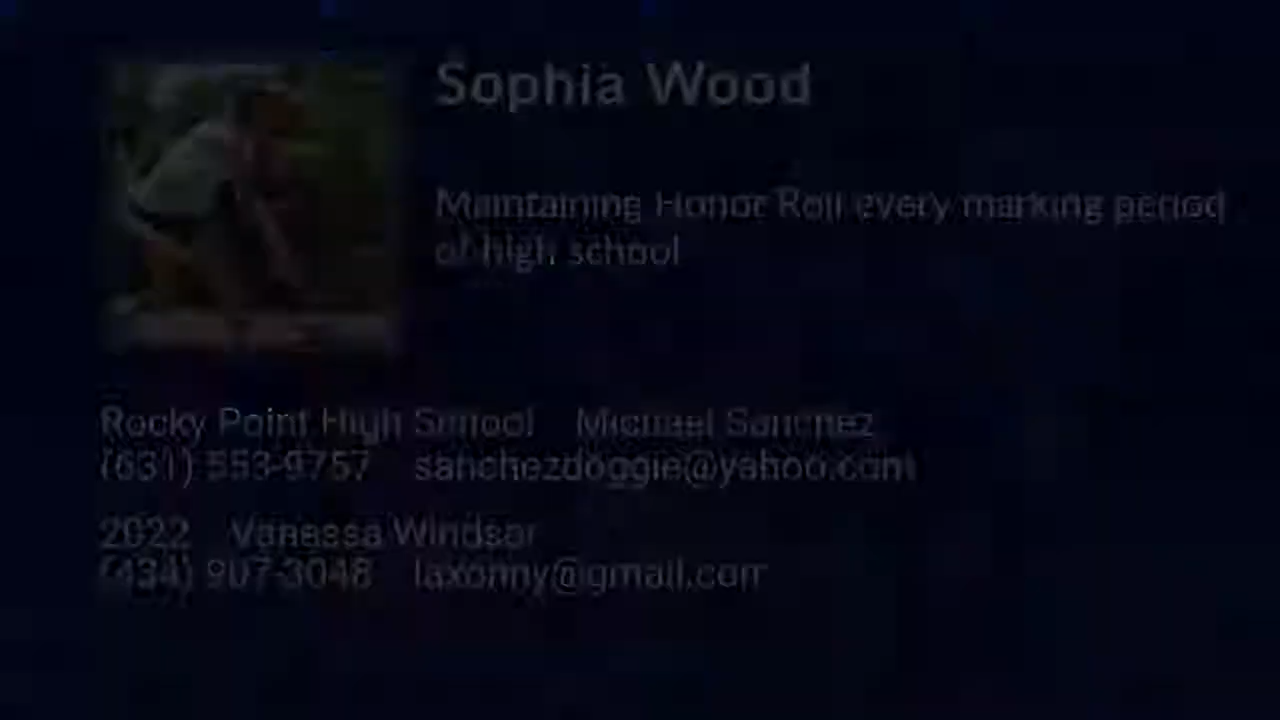 Sophia Wood
Maintaining Honor Roll every marking period
of high school
Rocky Point High School Michael Sanchez
(631) 553-9757 sanchezdoggie@yahoo.com
2022 Vanessa Windsor
(434) 907-3048 laxonny@gmail.com